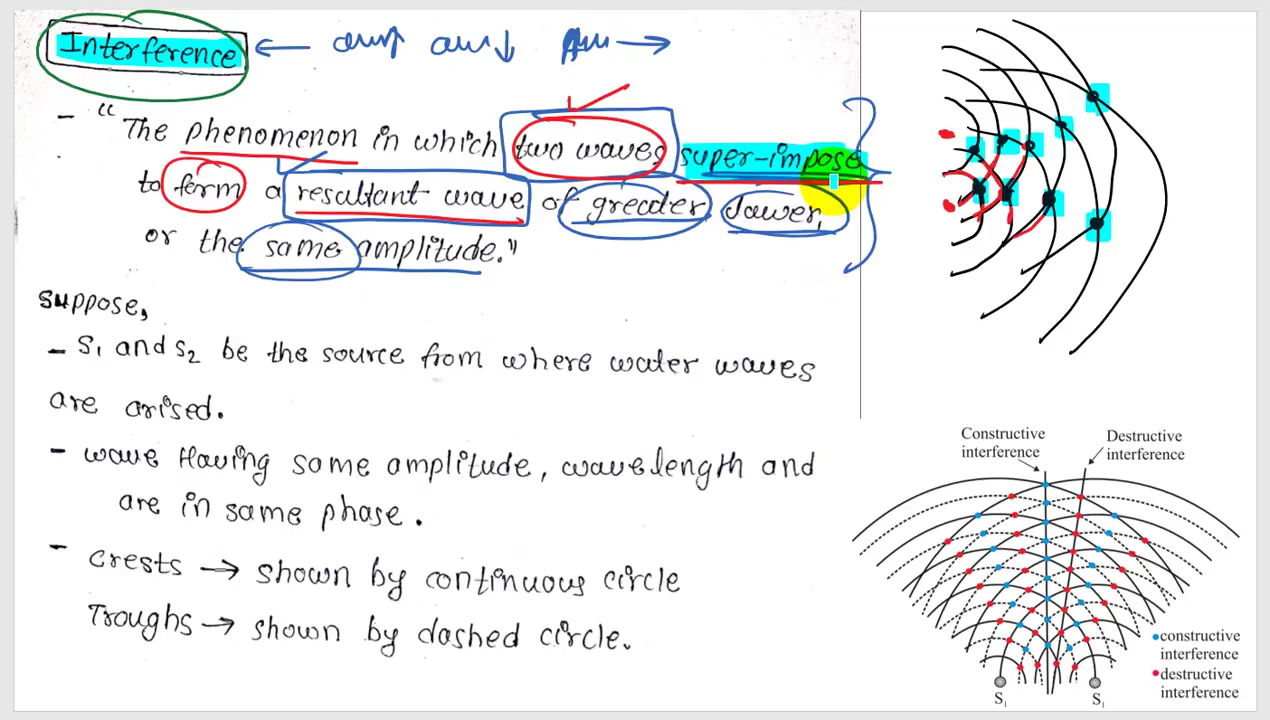 Interference
- "The phenomenon in which two waves super-impose
to form a resultant wave of greater, lower,
or the same amplitude."
suppose,
- S1 and S2 be the source from where water waves
are arised.
- wave Having same amplitude, wavelength and
are in same phase.
- crests → shown by continuous circle
Troughs → shown by dashed circle.
Constructive
interference
Destructive
interference
constructive
interference
destructive
interference
S1
S1